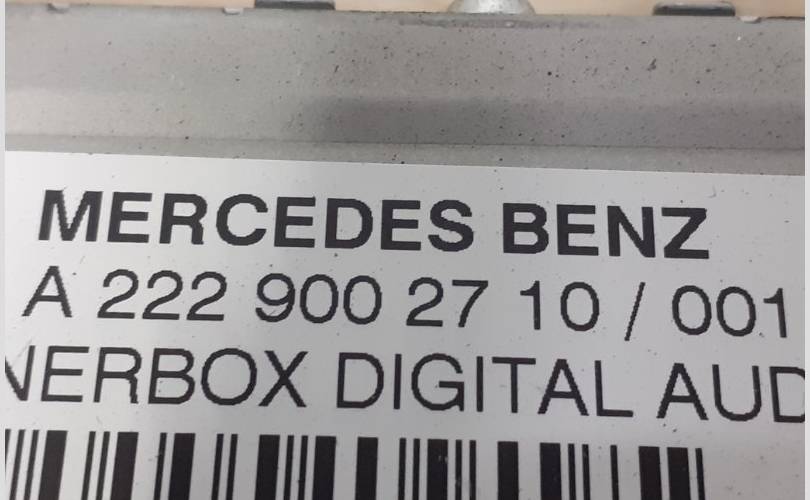 MERCEDES BENZ
A 222 900 27 10 / 001
NERBOX DIGITAL AUD